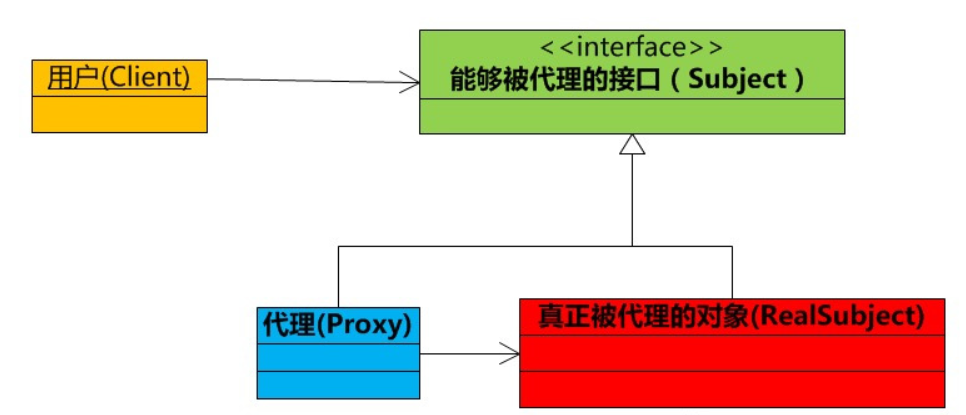 用户(Client)
<<interface>>
能够被代理的接口（Subject）
代理(Proxy)
真正被代理的对象(RealSubject)